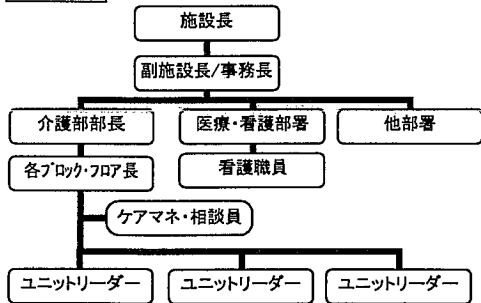 施設長
副施設長/事務長
介護部部長
医療・看護部署
他部署
各ブロック・フロア長
看護職員
ケアマネ・相談員
ユニットリーダー
ユニットリーダー
ユニットリーダー